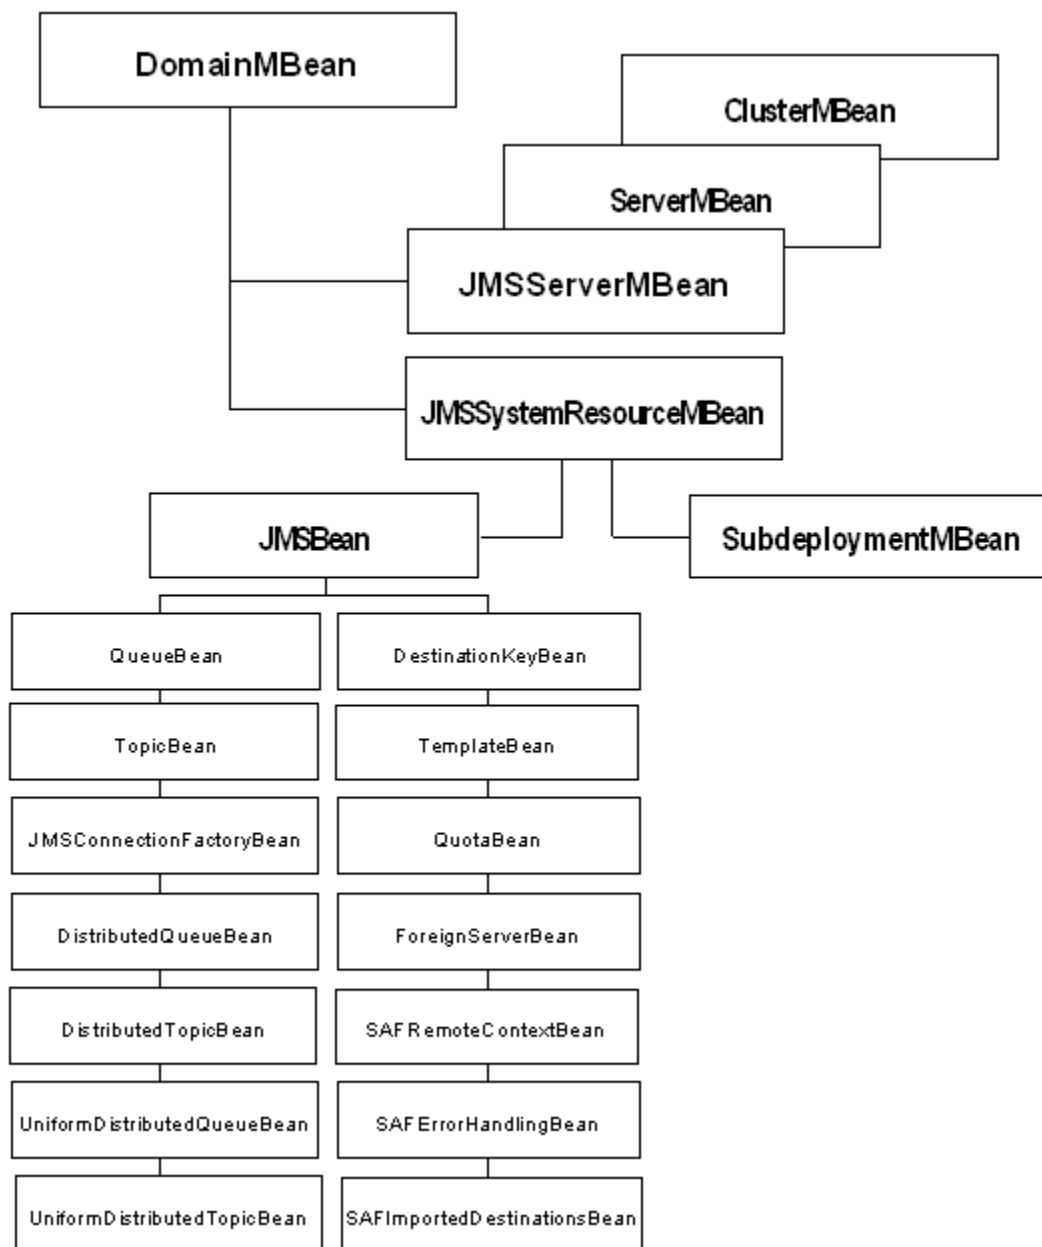 DomainMBean
ClusterMBean
ServerMBean
JMSServerMBean
JMSSystemResourceMBean
JMSBean
SubdeploymentMBean
QueueBean
DestinationKeyBean
TopicBean
TemplateBean
JMSConnectionFactoryBean
QuotaBean
DistributedQueueBean
ForeignServerBean
DistributedTopicBean
SAFRemoteContextBean
UniformDistributedQueueBean
SAFErrorHandlingBean
UniformDistributedTopicBean
SAFImportedDestinationsBean